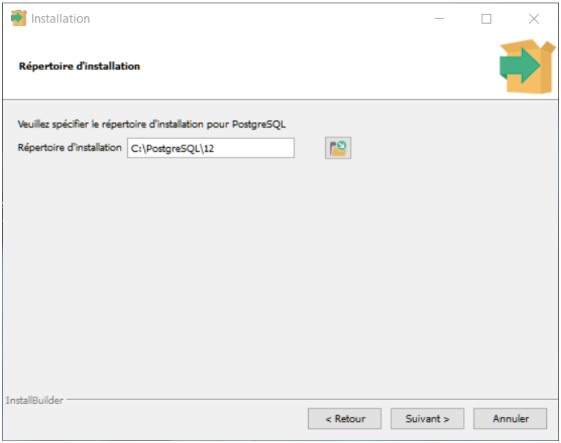 Installation
Répertoire d'installation
Veuillez spécifier le répertoire d'installation pour PostgreSQL
Répertoire d'installation C:\PostgreSQL\12
InstallBuilder
< Retour Suivant > Annuler